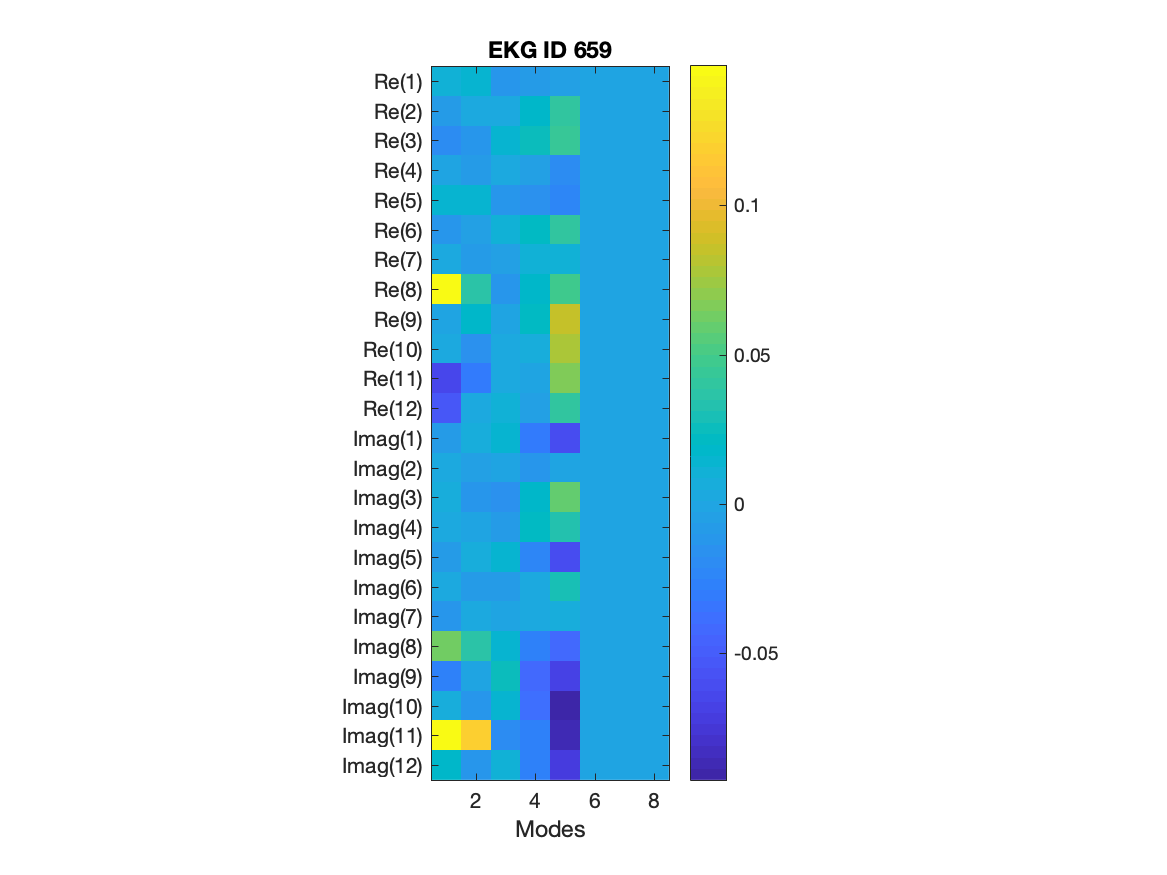 EKG ID 659
Re(1)
Re(2)
Re(3)
Re(4)
Re(5)
Re(6)
Re(7)
Re(8)
Re(9)
Re(10)
Re(11)
Re(12)
Imag(1)
Imag(2)
Imag(3)
Imag(4)
Imag(5)
Imag(6)
Imag(7)
Imag(8)
Imag(9)
Imag(10)
Imag(11)
Imag(12)
2 4 6 8
Modes
0.1
0.05
0
-0.05